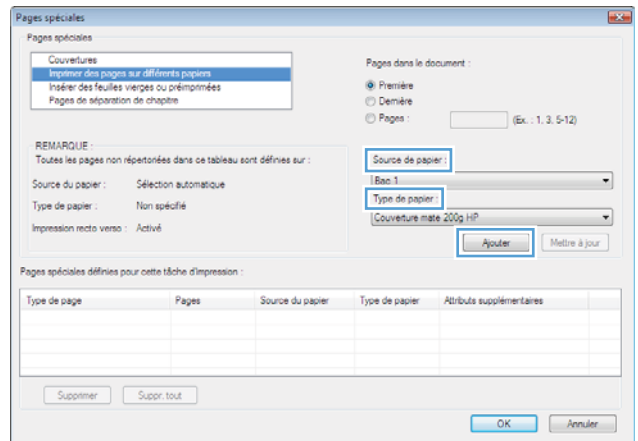 Pages spéciales
Pages spéciales
Couvertures
Imprimer des pages sur différents papiers
Insérer des feuilles vierges ou préimprimées
Pages de séparation de chapitre
Pages dans le document :
Première
Dernière
Pages :
(Ex. : 1, 3, 5-12)
REMARQUE :
Toutes les pages non répertoriées dans ce tableau sont définies sur :
Source du papier : Sélection automatique
Type de papier : Non spécifié
Impression recto verso : Activé
Source de papier :
Bac 1
Type de papier :
Couverture mate 200g HP
Ajouter Mettre à jour
Pages spéciales définies pour cette tâche d'impression :
Type de page Pages Source du papier Type de papier Attributs supplémentaires
Supprimer Suppr. tout
OK Annuler